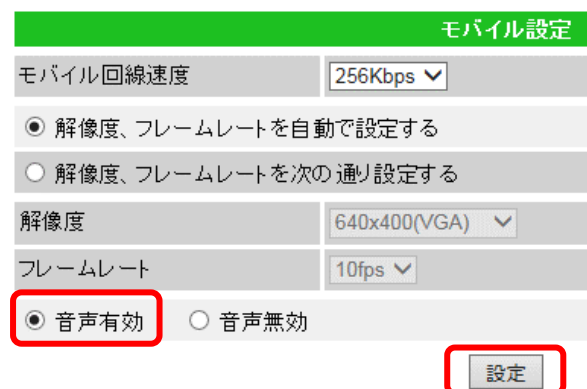 モバイル設定
モバイル回線速度 256Kbps
解像度、フレームレートを自動で設定する
解像度、フレームレートを次の通り設定する
解像度 640x400(VGA)
フレームレート 10fps
音声有効 音声無効
設定